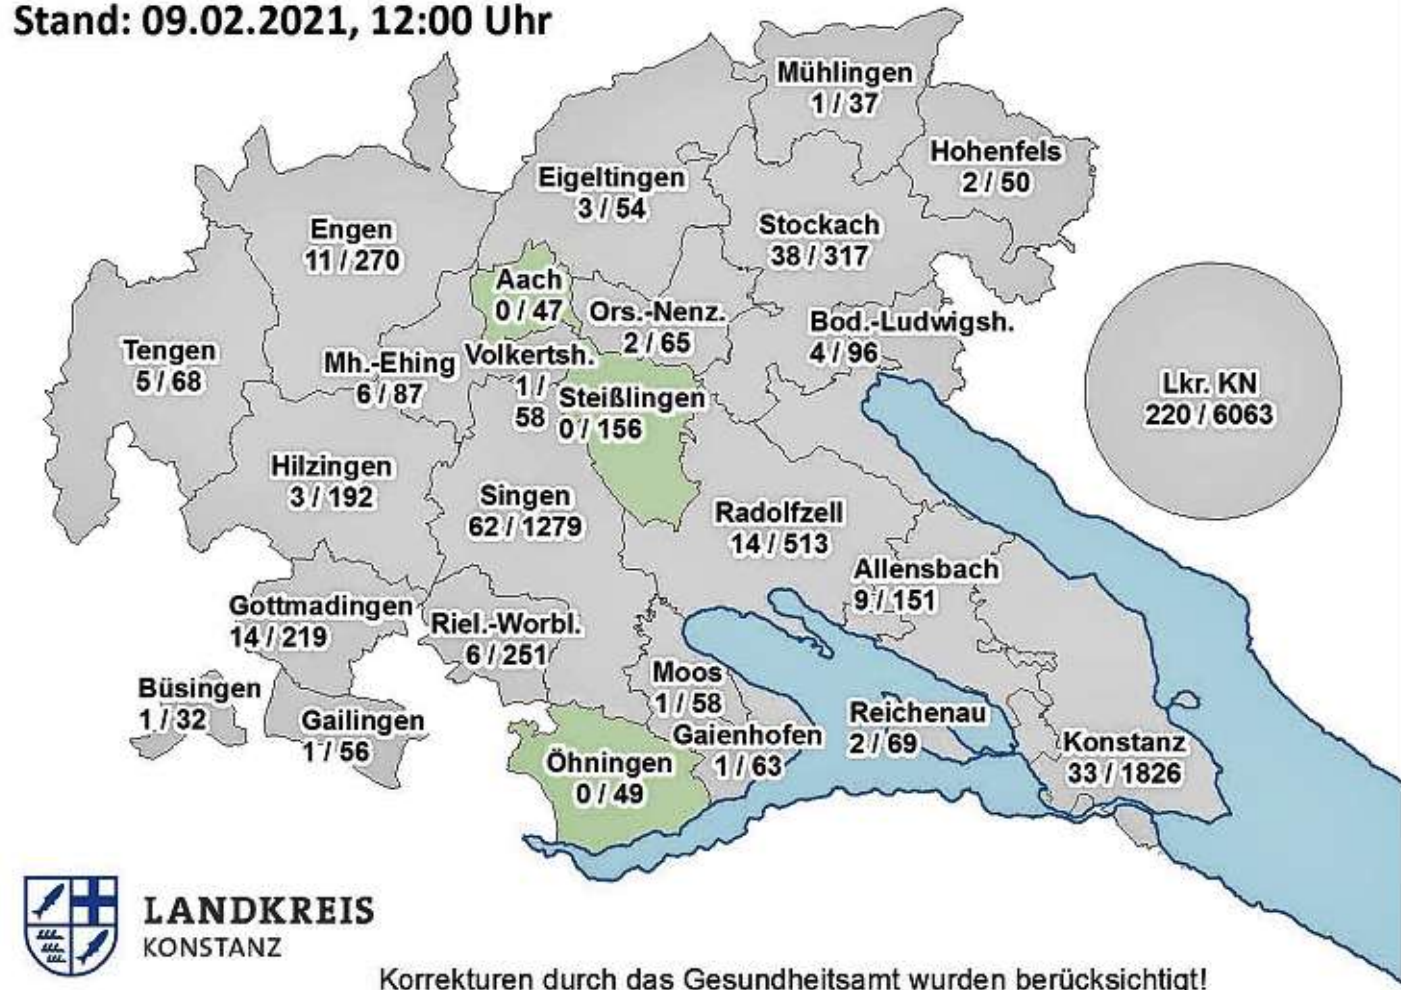 Stand: 09.02.2021, 12:00 Uhr
Mühlingen
1 / 37
Hohenfels
2 / 50
Eigeltingen
3 / 54
Stockach
38 / 317
Engen
11 / 270
Aach
0 / 47
Ors.-Nenz.
2 / 65
Bod.-Ludwigsh.
4 / 96
Tengen
5 / 68
Mh.-Ehing
6 / 87
Volkertsh.
1 /
58
Steißlingen
0 / 156
Lkr. KN
220 / 6063
Hilzingen
3 / 192
Singen
62 / 1279
Radolfzell
14 / 513
Allensbach
9 / 151
Gottmadingen
14 / 219
Riel.-Worbl.
6 / 251
Büsingen
1 / 32
Gailingen
1 / 56
Moos
1 / 58
Gaienhofen
1 / 63
Reichenau
2 / 69
Konstanz
33 / 1826
Öhningen
0 / 49
LANDKREIS
KONSTANZ
Korrekturen durch das Gesundheitsamt wurden berücksichtigt!